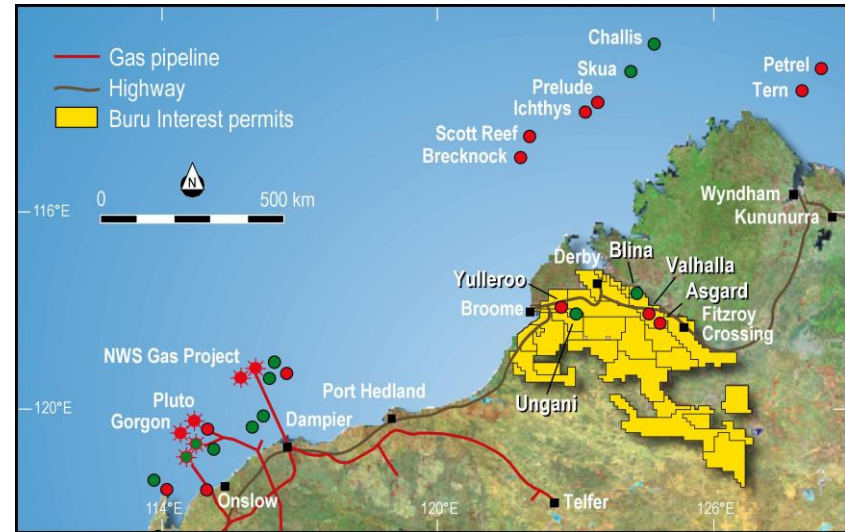 Gas pipeline
Highway
Buru Interest permits
N
0
500 km
Challis
Skua
Petrel
Tern
Prelude
Ichthys
Scott Reef
Brecknock
116°E
Wyndham
Kununurra
Derby
Blina
Valhalla
Asgard
Yulleroo
Broome
Fitzroy
Crossing
Ungani
NWS Gas Project
Pluto
Gorgon
Port Hedland
Dampier
120°E
Onslow
Telfer
114°E
120°E
126°E